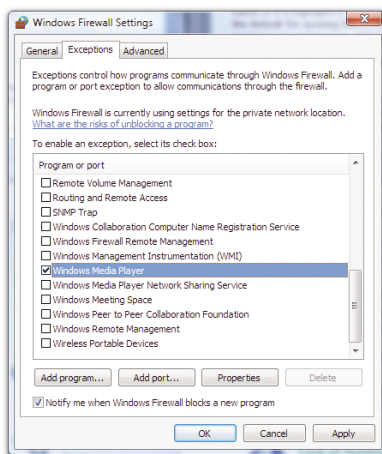 Windows Firewall Settings
General Exceptions Advanced
Exceptions control how programs communicate through Windows Firewall. Add a
program or port exception to allow communications through the firewall.
Windows Firewall is currently using settings for the private network location.
What are the risks of unblocking a program?
To enable an exception, select its check box:
Program or port
Remote Volume Management
Routing and Remote Access
SNMP Trap
Windows Collaboration Computer Name Registration Service
Windows Firewall Remote Management
Windows Management Instrumentation (WMI)
Windows Media Player
Windows Media Player Network Sharing Service
Windows Meeting Space
Windows Peer to Peer Collaboration Foundation
Windows Remote Management
Wireless Portable Devices
Add program... Add port... Properties Delete
Notify me when Windows Firewall blocks a new program
OK Cancel Apply